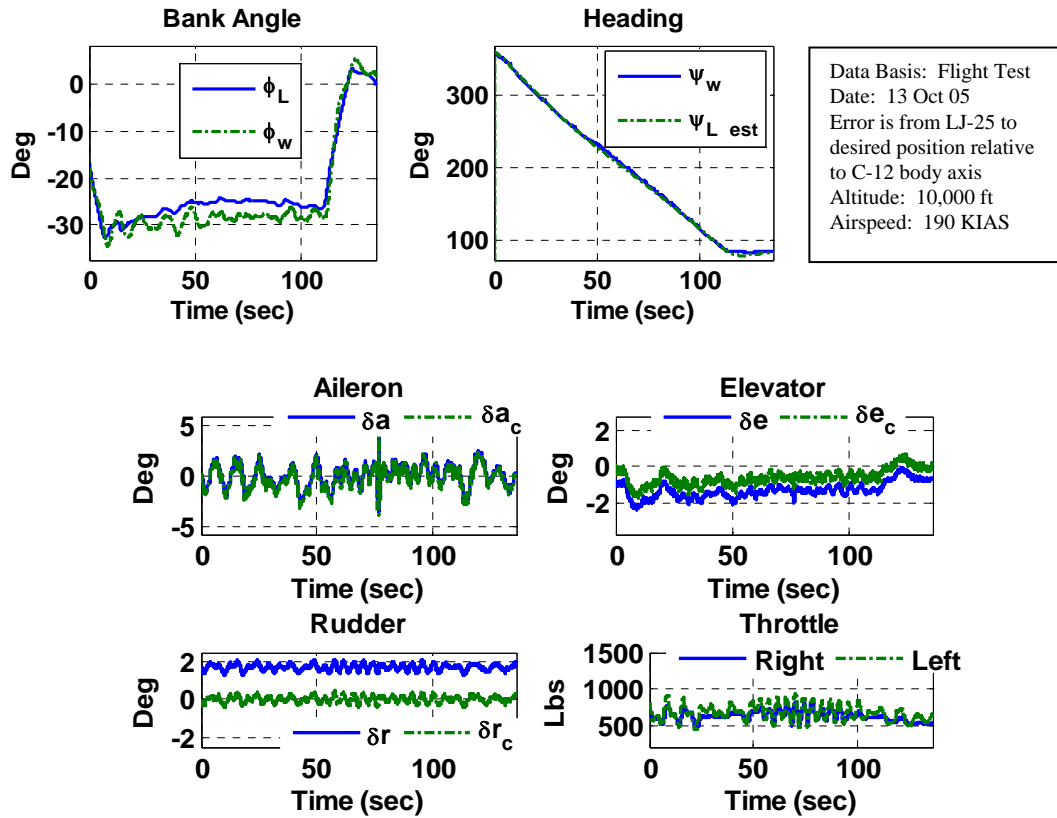 Bank Angle
0
-10
-20
-30
Deg
ϕL
ϕw
0 50 100
Time (sec)
Heading
300
200
100
Deg
ψw
ψL est
0 50 100
Time (sec)
Data Basis: Flight Test
Date: 13 Oct 05
Error is from LJ-25 to
desired position relative
to C-12 body axis
Altitude: 10,000 ft
Airspeed: 190 KIAS
Aileron
δa δac
5
0
-5
Deg
0 50 100
Time (sec)
Elevator
δe δec
2
0
-2
Deg
0 50 100
Time (sec)
Rudder
2
0
-2
Deg
δr δrc
0 50 100
Time (sec)
Throttle
Right Left
1500
1000
500
Lbs
0 50 100
Time (sec)